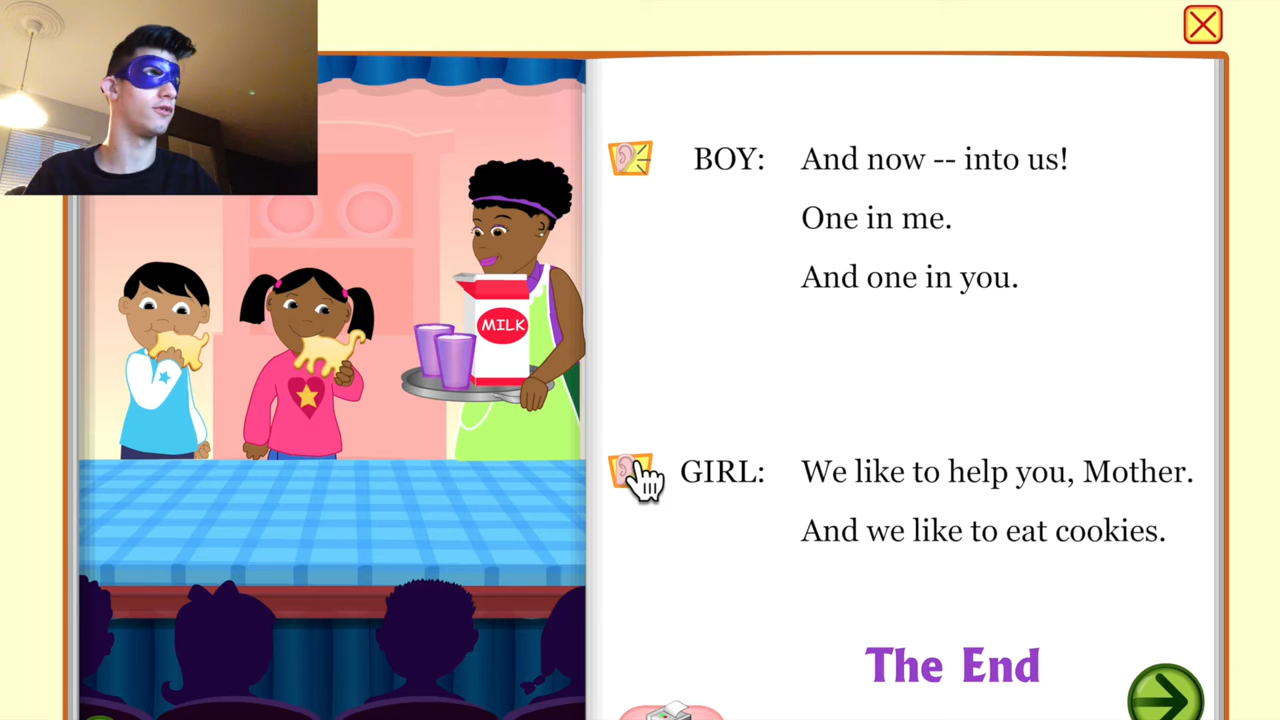 MILK
BOY: And now -- into us!
One in me.
And one in you.
GIRL: We like to help you, Mother.
And we like to eat cookies.
The End